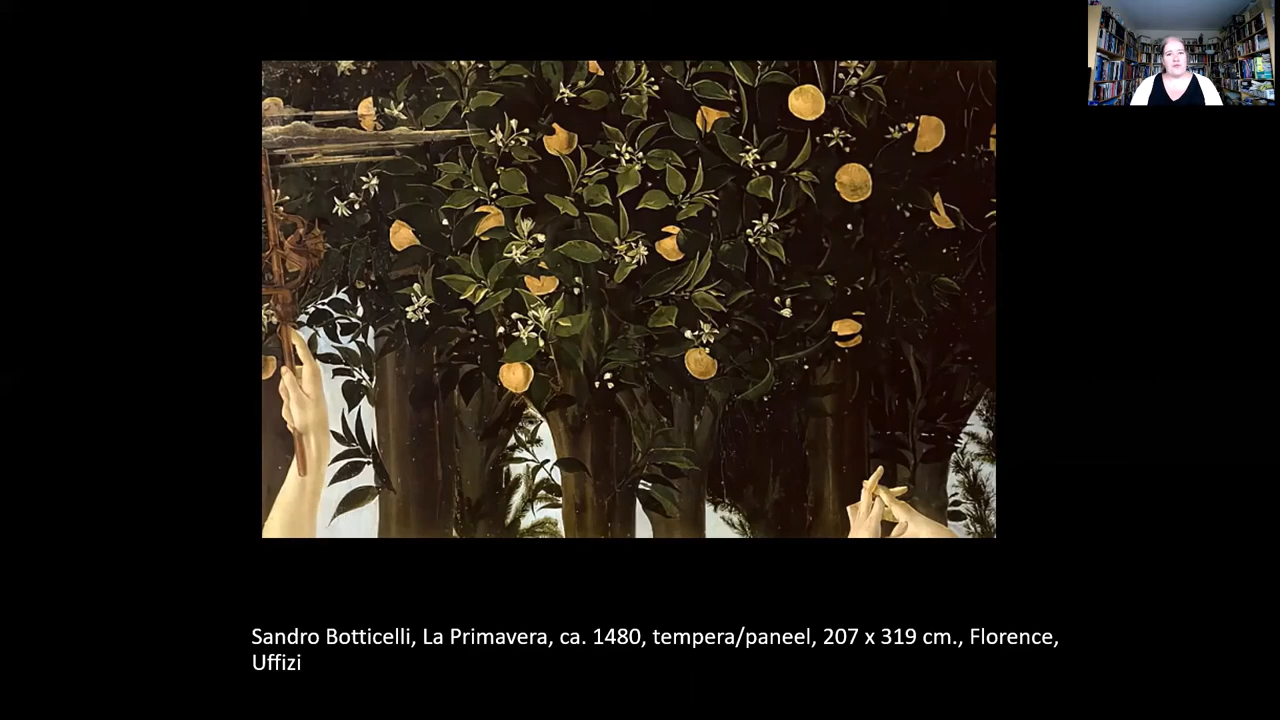 Sandro Botticelli, La Primavera, ca. 1480, tempera/paneel, 207 x 319 cm., Florence,
Uffizi